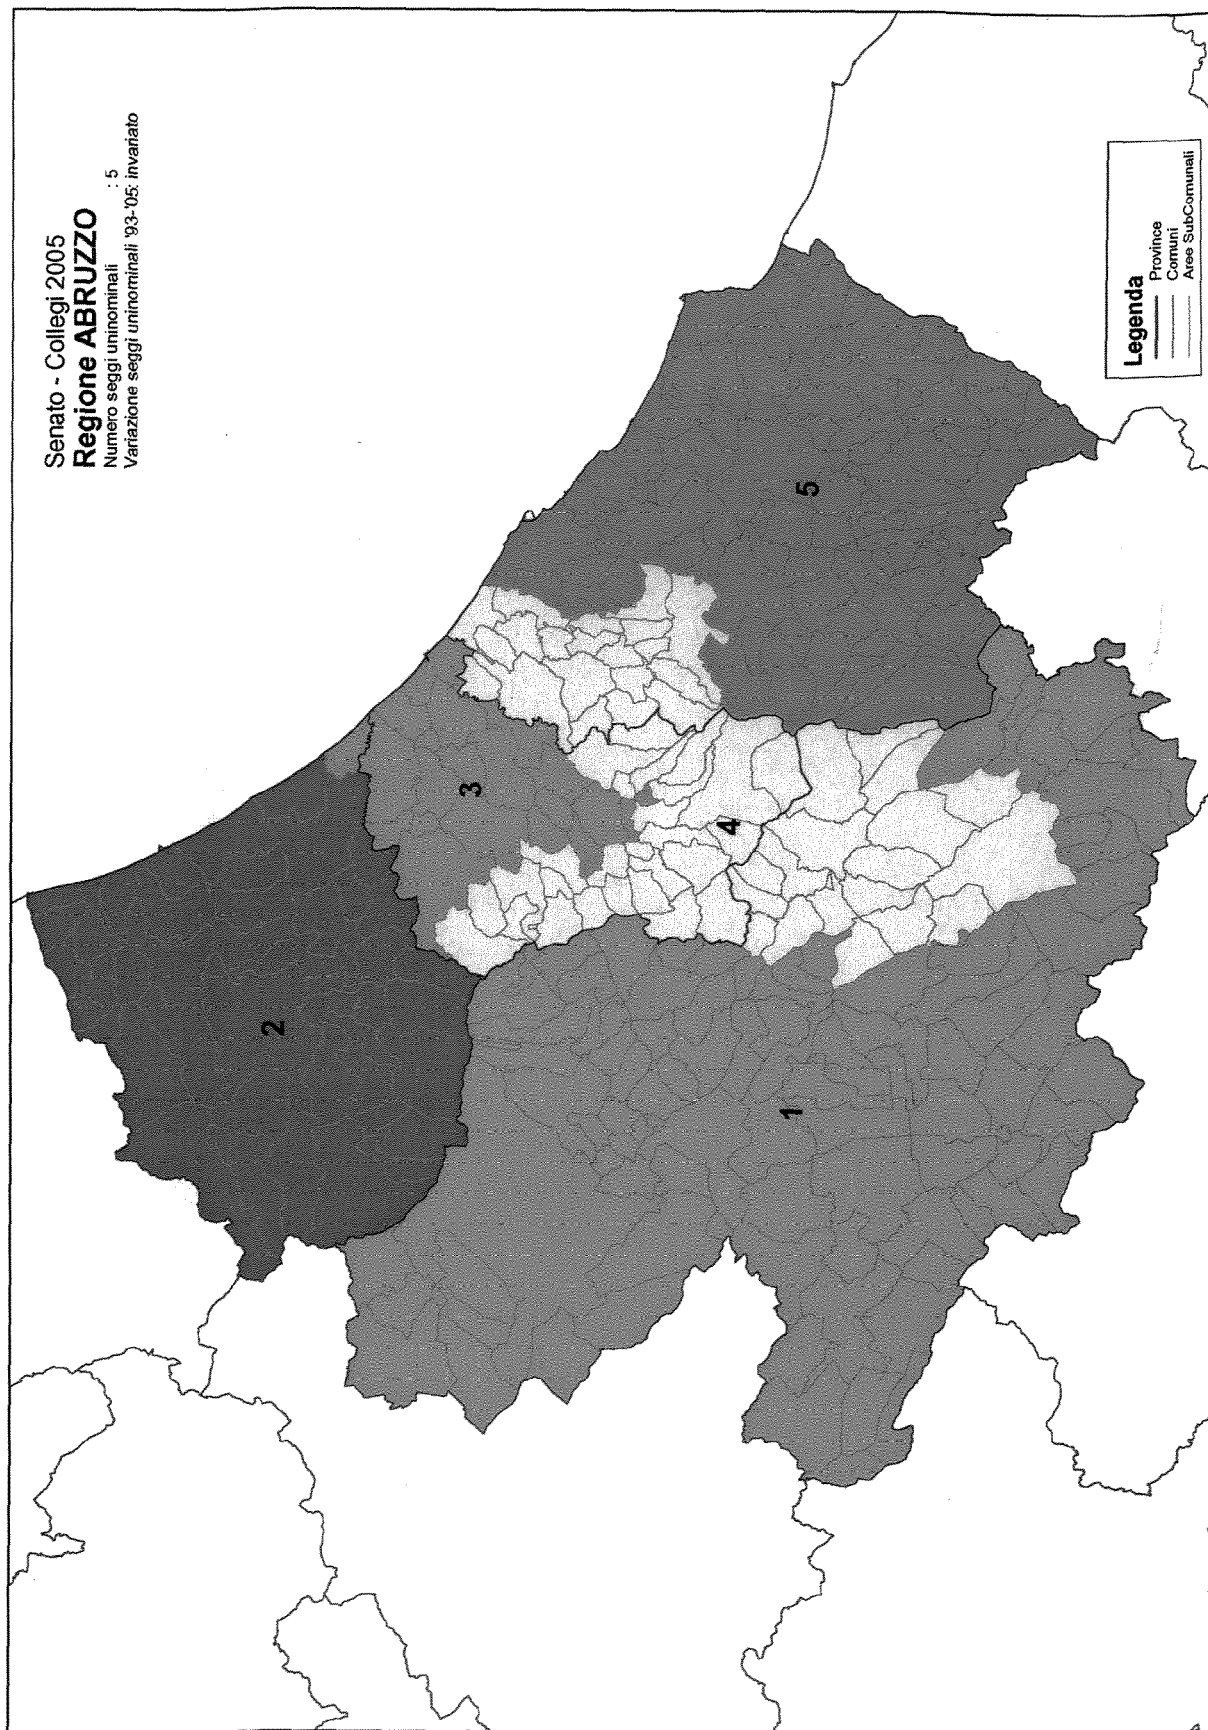 Senato - Collegi 2005
Regione ABRUZZO
Numero seggi uninominali : 5
Variazione seggi uninominali '93-'05: invariato
2
3
5
4
1
Legenda
Province
Comuni
Aree SubComunali